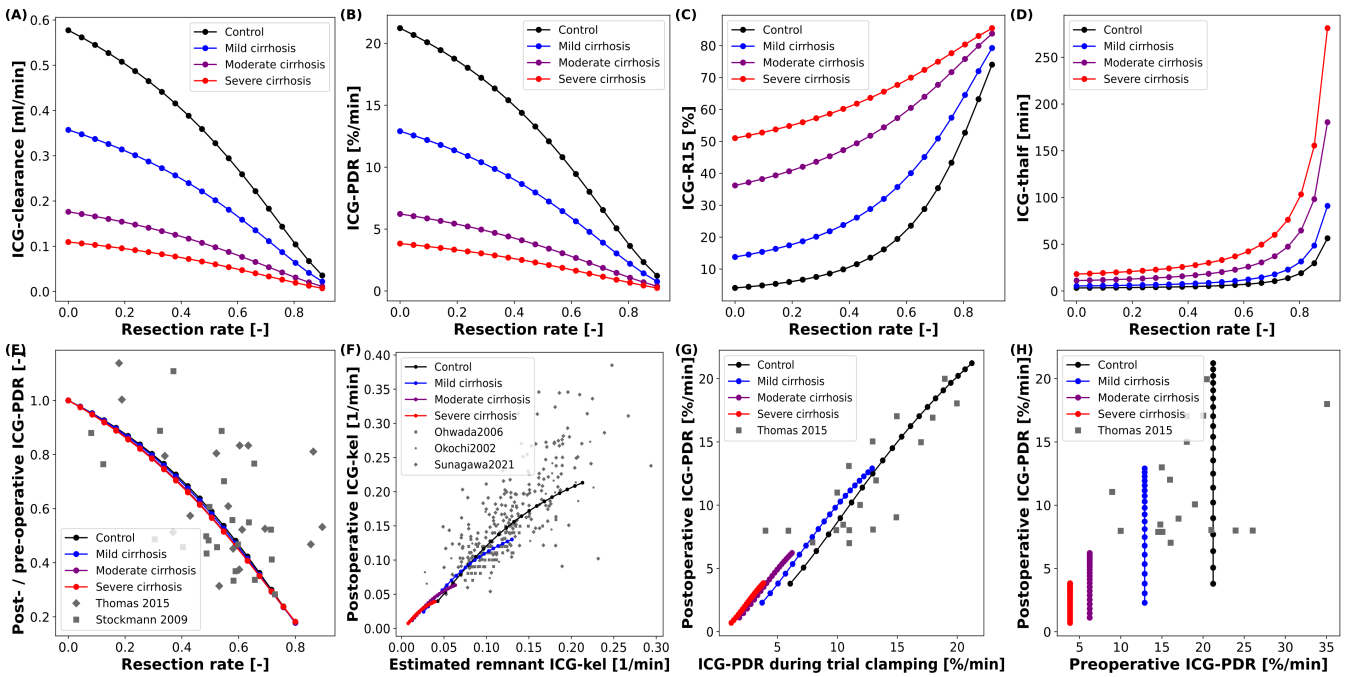 (A)
ICG-clearance [ml/min]
0.6
0.5
0.4
0.3
0.2
0.1
0.0
Control
Mild cirrhosis
Moderate cirrhosis
Severe cirrhosis
0.0 0.2 0.4 0.6 0.8
Resection rate [-]
(B)
ICG-PDR [%/min]
20
15
10
5
0
Control
Mild cirrhosis
Moderate cirrhosis
Severe cirrhosis
0.0 0.2 0.4 0.6 0.8
Resection rate [-]
(C)
ICG-R15 [%]
80
70
60
50
40
30
20
10
Control
Mild cirrhosis
Moderate cirrhosis
Severe cirrhosis
0.0 0.2 0.4 0.6 0.8
Resection rate [-]
(D)
ICG-thalf [min]
250
200
150
100
50
0
Control
Mild cirrhosis
Moderate cirrhosis
Severe cirrhosis
0.0 0.2 0.4 0.6 0.8
Resection rate [-]
(E)
Post- / pre-operative ICG-PDR [-]
1.0
0.8
0.6
0.4
0.2
Control
Mild cirrhosis
Moderate cirrhosis
Severe cirrhosis
Thomas 2015
Stockmann 2009
0.0 0.2 0.4 0.6 0.8
Resection rate [-]
(F)
Postoperative ICG-kel [1/min]
0.40
0.35
0.30
0.25
0.20
0.15
0.10
0.05
0.00
Control
Mild cirrhosis
Moderate cirrhosis
Severe cirrhosis
Ohwada2006
Okochi2002
Sunagawa2021
0.00 0.05 0.10 0.15 0.20 0.25 0.30
Estimated remnant ICG-kel [1/min]
(G)
Postoperative ICG-PDR [%/min]
20
15
10
5
0
Control
Mild cirrhosis
Moderate cirrhosis
Severe cirrhosis
Thomas 2015
0 5 10 15 20
ICG-PDR during trial clamping [%/min]
(H)
Postoperative ICG-PDR [%/min]
20
15
10
5
0
Control
Mild cirrhosis
Moderate cirrhosis
Severe cirrhosis
Thomas 2015
5 10 15 20 25 30 35
Preoperative ICG-PDR [%/min]